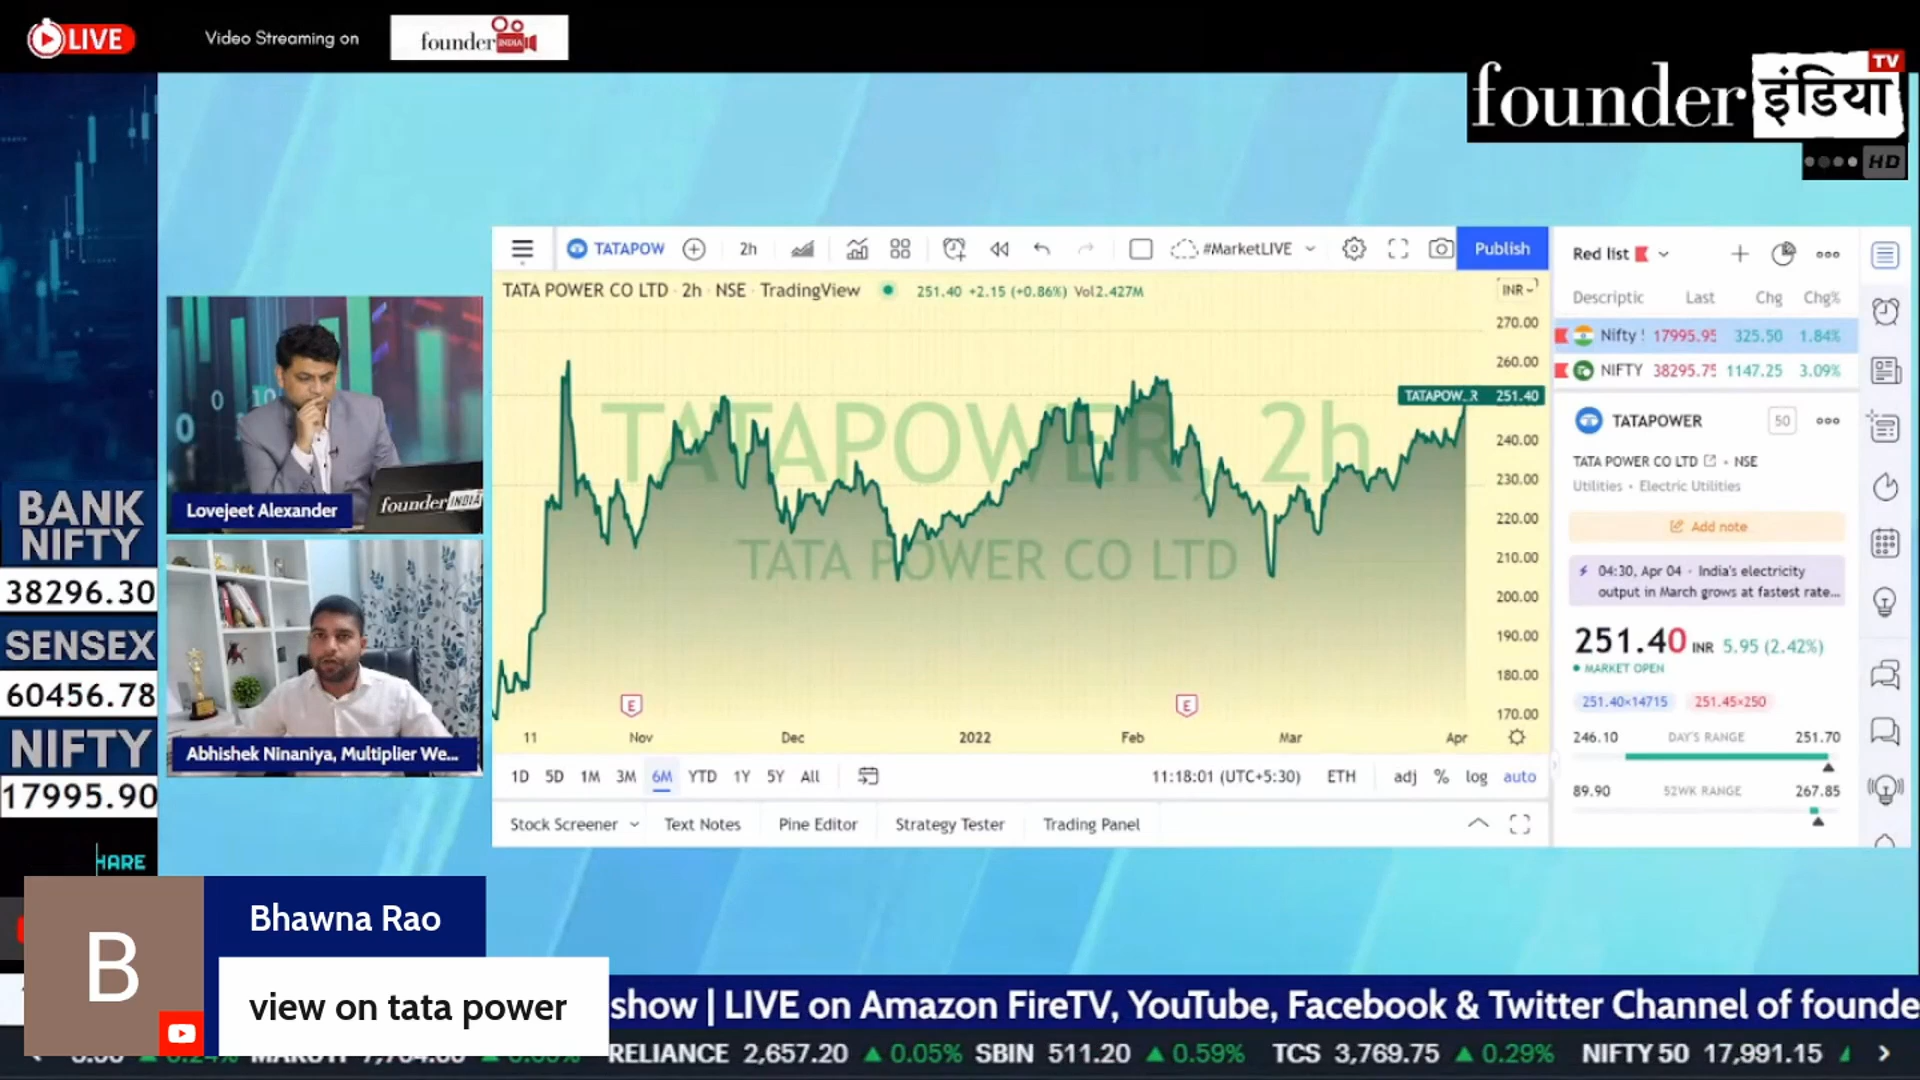 LIVE
Video Streaming on
founder INDIA
TV
founder इंडिया
HD
TATAPOW
2h
#MarketLIVE
Publish
TATA POWER CO LTD · 2h · NSE · TradingView
251.40 +2.15 (+0.86%) Vol2.427M
INR
TATAPOWER, 2h
TATA POWER CO LTD
270.00
260.00
TATAPOW..R 251.40
240.00
230.00
220.00
210.00
200.00
190.00
180.00
170.00
E
E
11 Nov Dec 2022 Feb Mar Apr
1D 5D 1M 3M 6M YTD 1Y 5Y All
11:18:01 (UTC+5:30) ETH adj % log auto
Stock Screener Text Notes Pine Editor Strategy Tester Trading Panel
Red list
Descriptic Last Chg Chg%
Nifty 17995.95 325.50 1.84%
NIFTY 38295.75 1147.25 3.09%
TATAPOWER
50
TATA POWER CO LTD • NSE
Utilities • Electric Utilities
Add note
04:30, Apr 04 · India's electricity
output in March grows at fastest rate...
251.40 INR 5.95 (2.42%)
• MARKET OPEN
251.40×14715 251.45×250
246.10 DAY'S RANGE 251.70
89.90 52WK RANGE 267.85
Lovejeet Alexander
founder INDIA
Abhishek Ninaniya, Multiplier We...
BANK
NIFTY
38296.30
SENSEX
60456.78
NIFTY
17995.90
HARE
B
Bhawna Rao
view on tata power
show | LIVE on Amazon FireTV, YouTube, Facebook & Twitter Channel of founde
RELIANCE 2,657.20 ▲ 0.05% SBIN 511.20 ▲ 0.59% TCS 3,769.75 ▲ 0.29% NIFTY 50 17,991.15